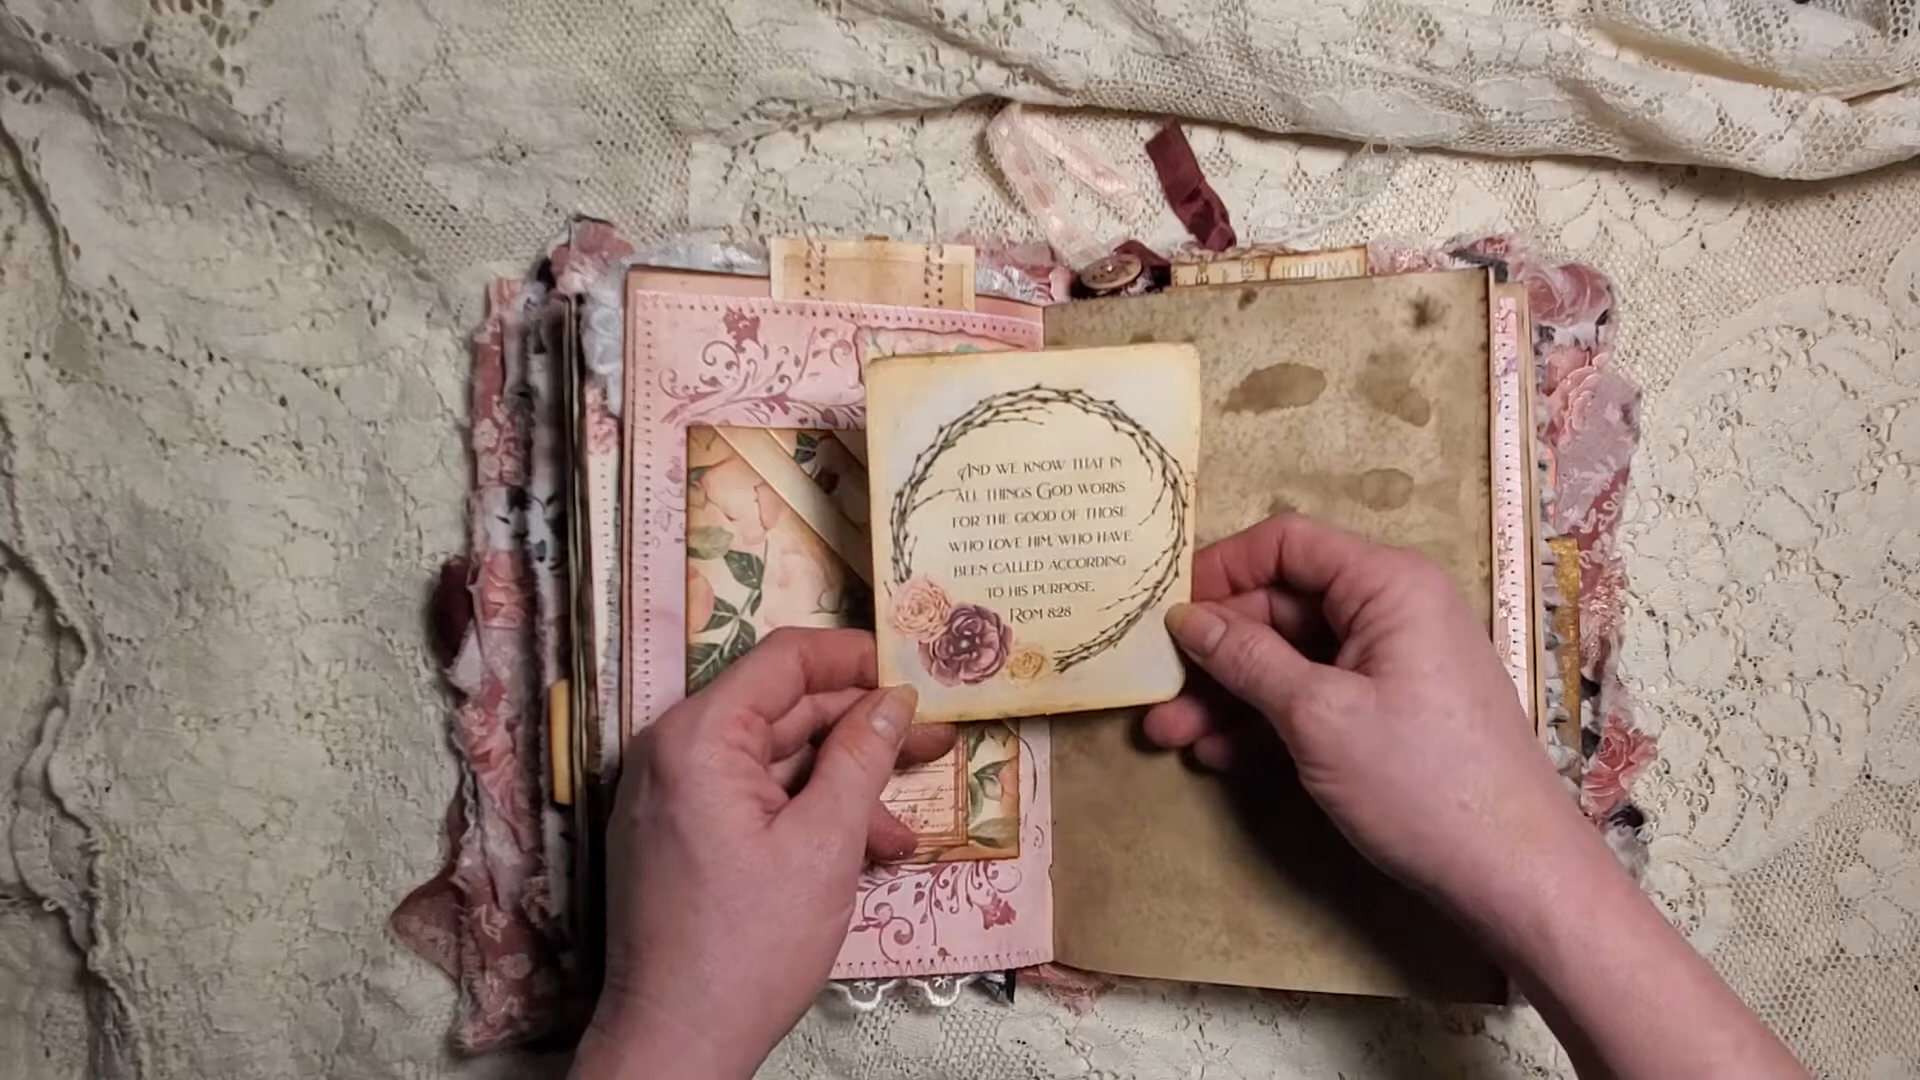 JOURNAL
AND WE KNOW THAT IN
ALL THINGS GOD WORKS
FOR THE GOOD OF THOSE
WHO LOVE HIM, WHO HAVE
BEEN CALLED ACCORDING
TO HIS PURPOSE.
ROM 8:28